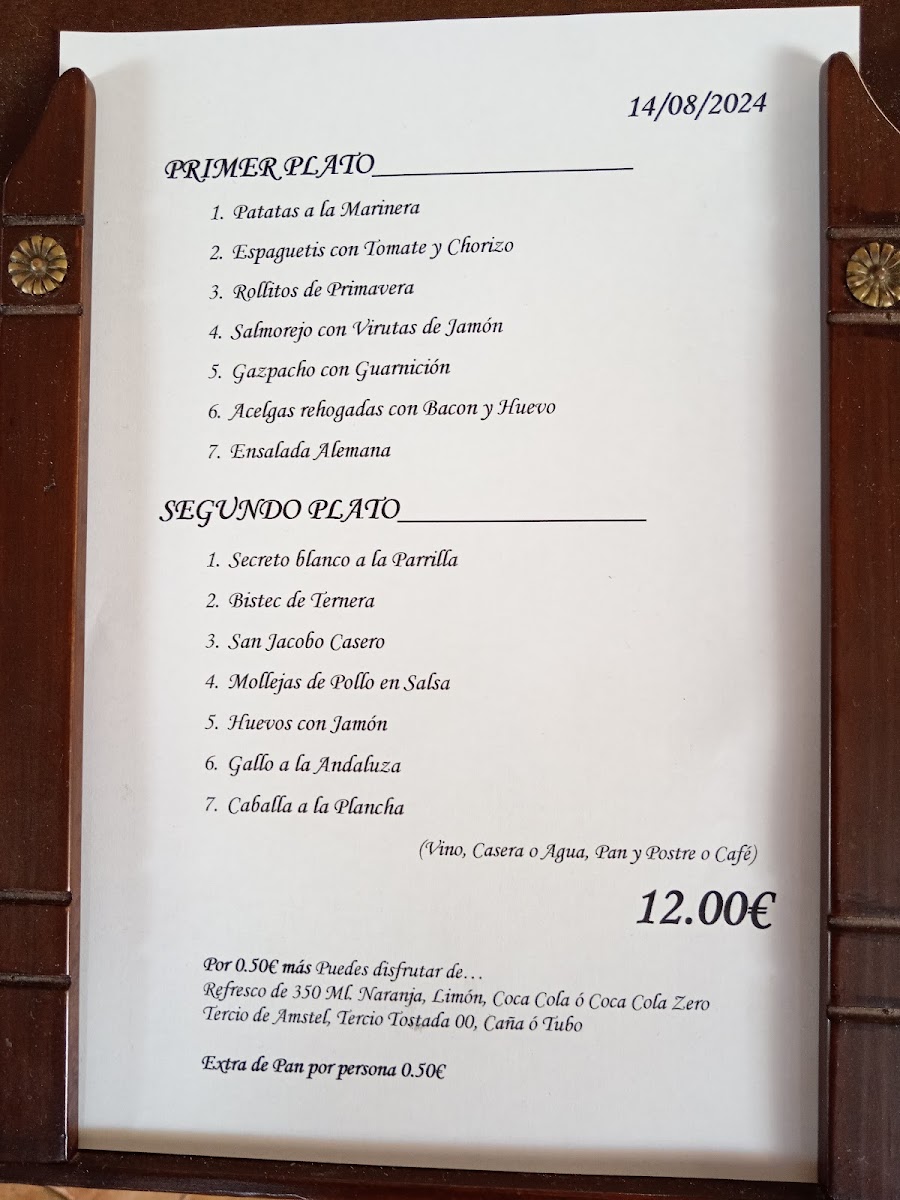 14/08/2024
PRIMER PLATO
1. Patatas a la Marinera
2. Espaguetis con Tomate y Chorizo
3. Rollitos de Primavera
4. Salmorejo con Virutas de Jamón
5. Gazpacho con Guarnición
6. Acelgas rehogadas con Bacon y Huevo
7. Ensalada Alemana
SEGUNDO PLATO
1. Secreto blanco a la Parrilla
2. Bistec de Ternera
3. San Jacobo Casero
4. Mollejas de Pollo en Salsa
5. Huevos con Jamón
6. Gallo a la Andaluza
7. Caballa a la Plancha
(Vino, Casera o Agua, Pan y Postre o Café)
12.00€
Por 0.50€ más Puedes disfrutar de...
Refresco de 350 Ml. Naranja, Limón, Coca Cola ó Coca Cola Zero
Tercio de Amstel, Tercio Tostada 00, Caña ó Tubo
Extra de Pan por persona 0.50€